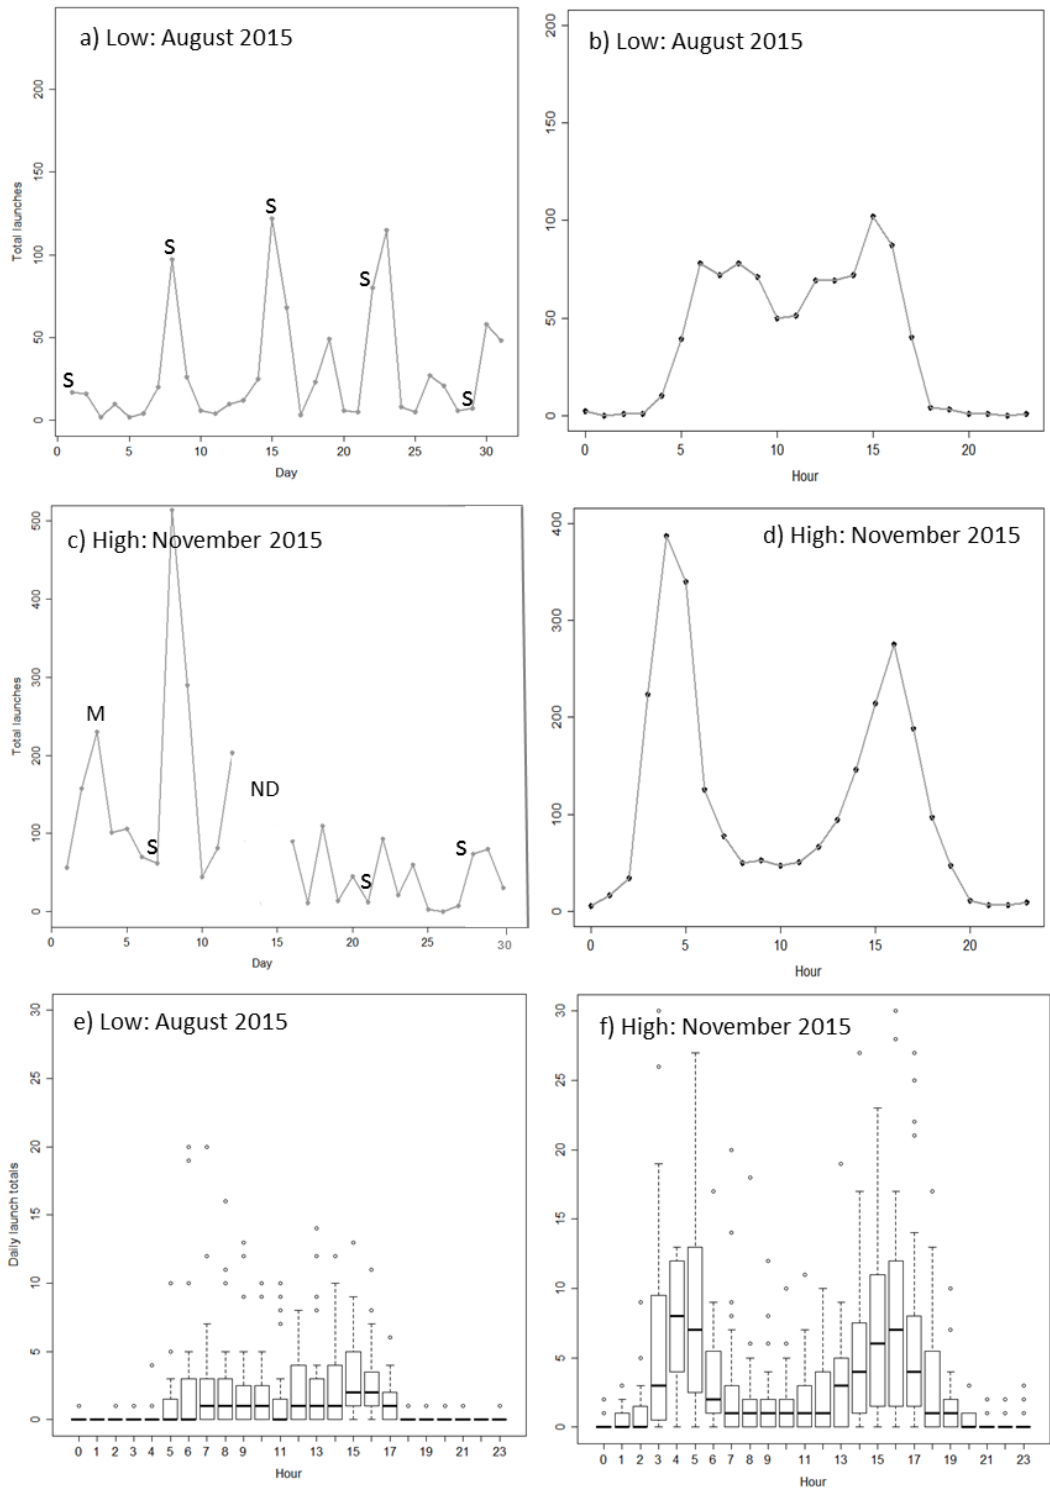 a) Low: August 2015
Total launches
200
150
100
50
0
S
S
S
S
S
0 5 10 15 20 25 30
Day
b) Low: August 2015
200
150
100
50
0
0 5 10 15 20
Hour
c) High: November 2015
Total launches
500
400
300
200
100
0
M
ND
S
S
S
0 5 10 15 20 25 30
Day
d) High: November 2015
400
300
200
100
0
0 5 10 15 20
Hour
e) Low: August 2015
Daily launch totals
30
25
20
15
10
5
0
0 1 2 3 4 5 6 7 8 9 11 13 15 17 19 21 23
Hour
f) High: November 2015
30
25
20
15
10
5
0
0 1 2 3 4 5 6 7 8 9 11 13 15 17 19 21 23
Hour